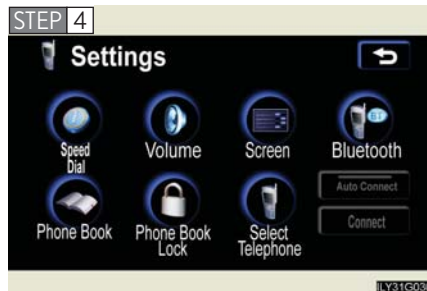 STEP 4
Settings
Speed
Dial
Volume
Screen
BT
Bluetooth
Auto Connect
Phone Book
Phone Book
Lock
Select
Telephone
Connect
ILY31G03